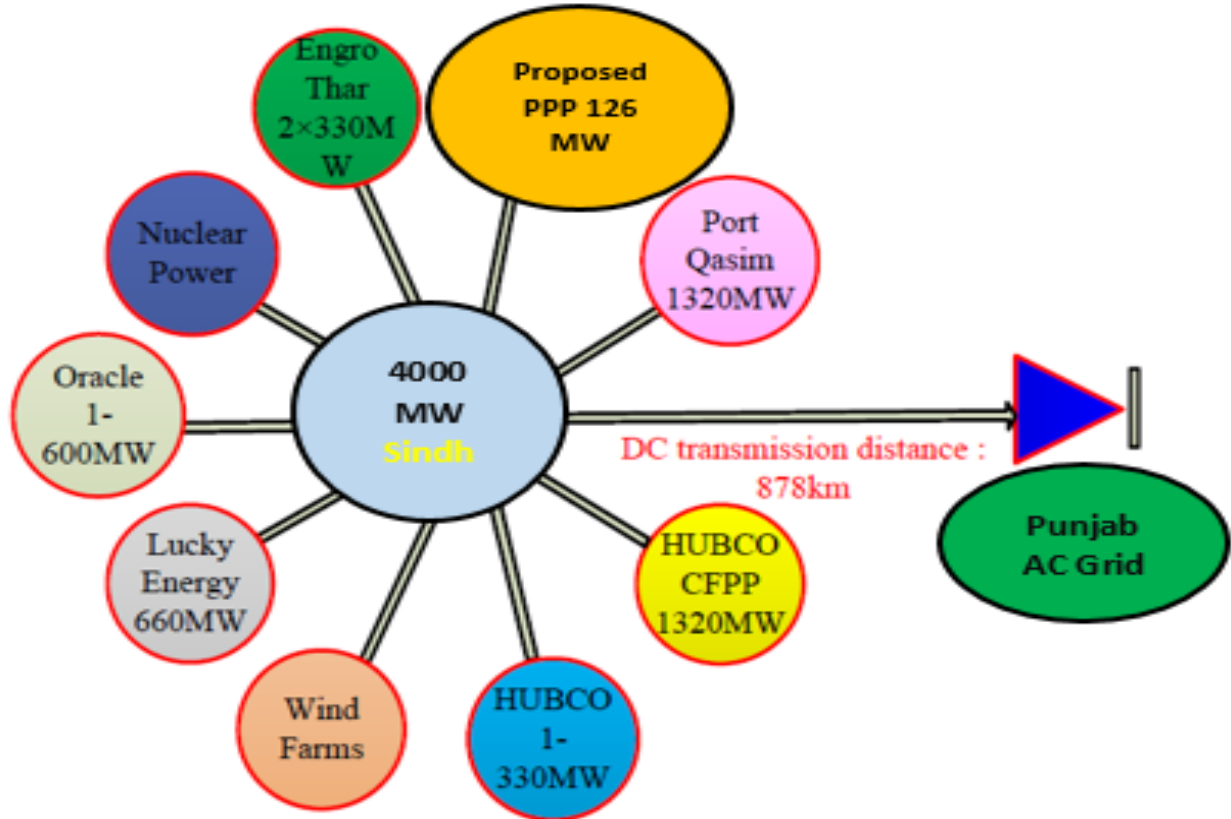 Engro
Thar
2×330M
W
Proposed
PPP 126
MW
Nuclear
Power
Port
Qasim
1320MW
Oracle
1-
600MW
4000
MW
Sindh
DC transmission distance :
878km
Punjab
AC Grid
Lucky
Energy
660MW
HUBCO
CFPP
1320MW
Wind
Farms
HUBCO
1-
330MW